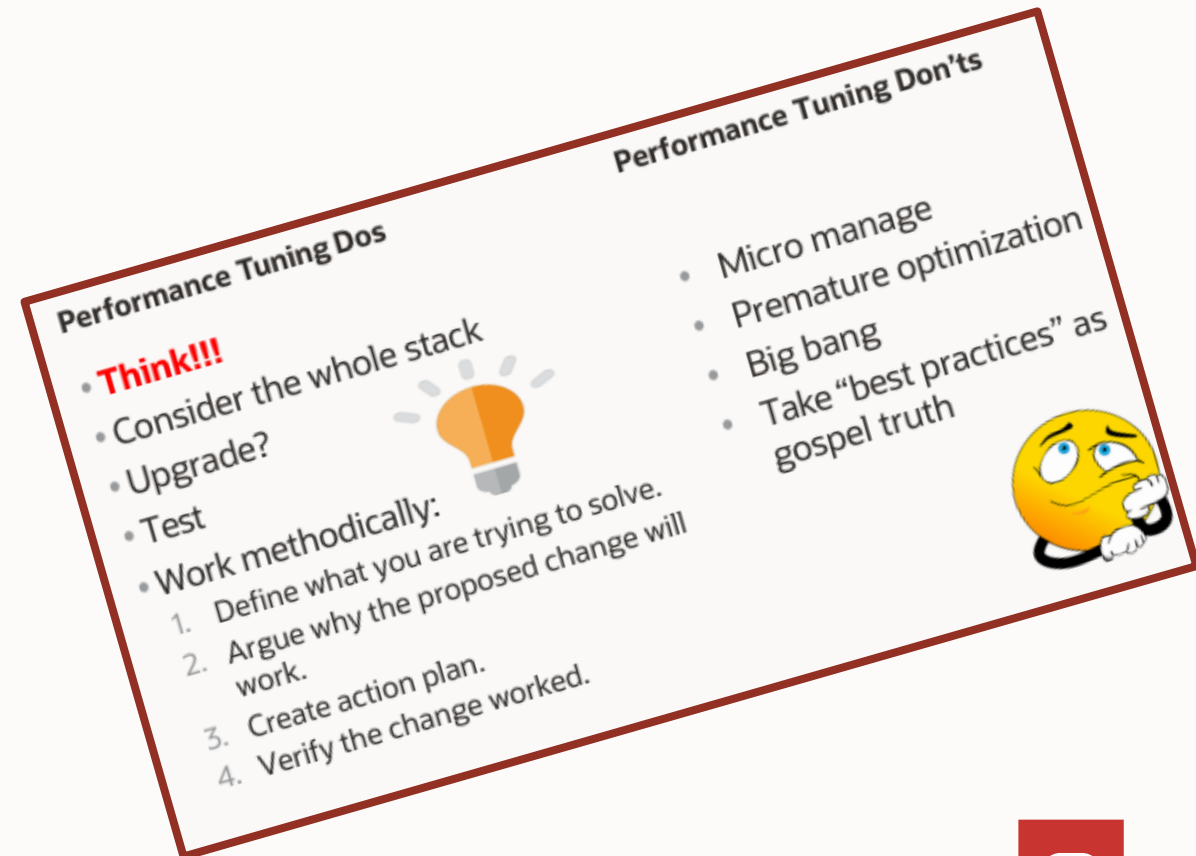 Performance Tuning Dos
Think!!!
Consider the whole stack
Upgrade?
Test
Work methodically:
1. Define what you are trying to solve.
2. Argue why the proposed change will
work.
3. Create action plan.
4. Verify the change worked.
Performance Tuning Don'ts
Micro manage
Premature optimization
Big bang
Take “best practices” as
gospel truth